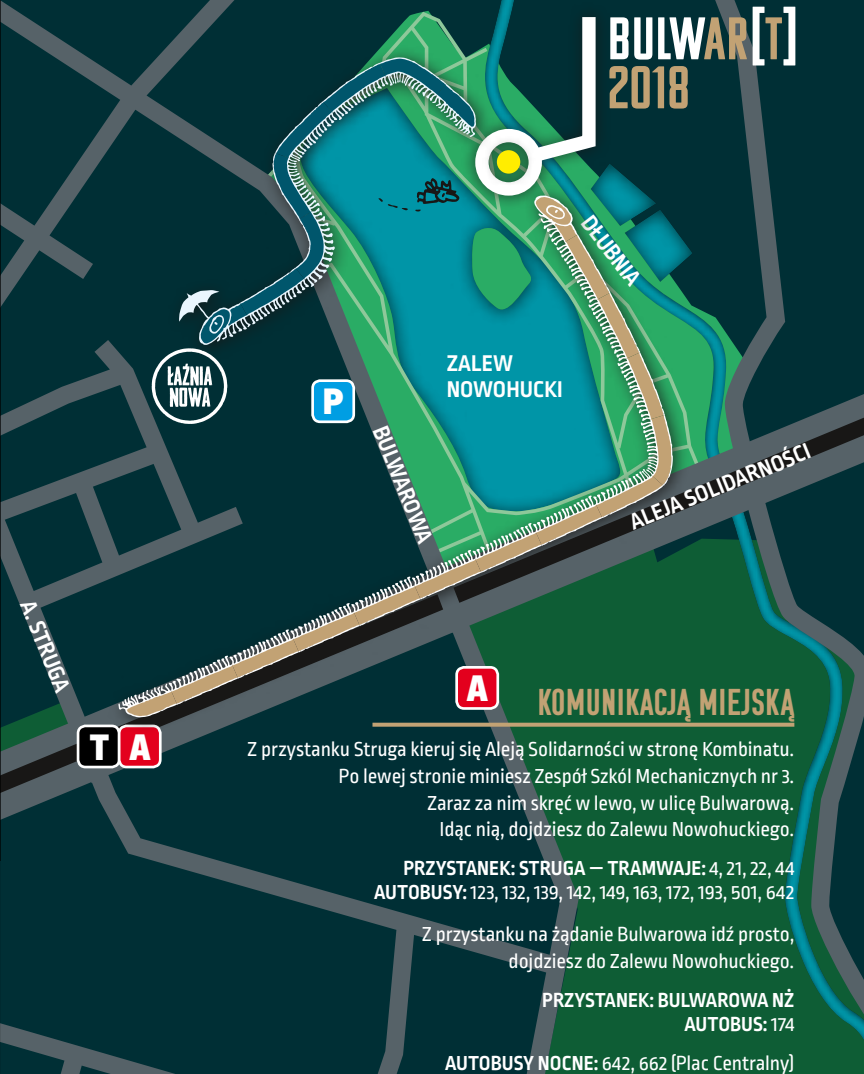 BULWAR[T]
2018
DŁUBNIA
ŁAŹNIA
NOWA
P
ZALEW
NOWOHUCKI
BULWAROWA
ALEJA SOLIDARNOŚCI
A. STRUGA
A
T A
KOMUNIKACJĄ MIEJSKĄ
Z przystanku Struga kieruj się Aleją Solidarności w stronę Kombinatu.
Po lewej stronie miniesz Zespół Szkól Mechanicznych nr 3.
Zaraz za nim skręć w lewo, w ulicę Bulwarową.
Idąc nią, dojdziesz do Zalewu Nowohuckiego.
PRZYSTANEK: STRUGA — TRAMWAJE: 4, 21, 22, 44
AUTOBUSY: 123, 132, 139, 142, 149, 163, 172, 193, 501, 642
Z przystanku na żądanie Bulwarowa idź prosto,
dojdziesz do Zalewu Nowohuckiego.
PRZYSTANEK: BULWAROWA NŻ
AUTOBUS: 174
AUTOBUSY NOCNE: 642, 662 (Plac Centralny)